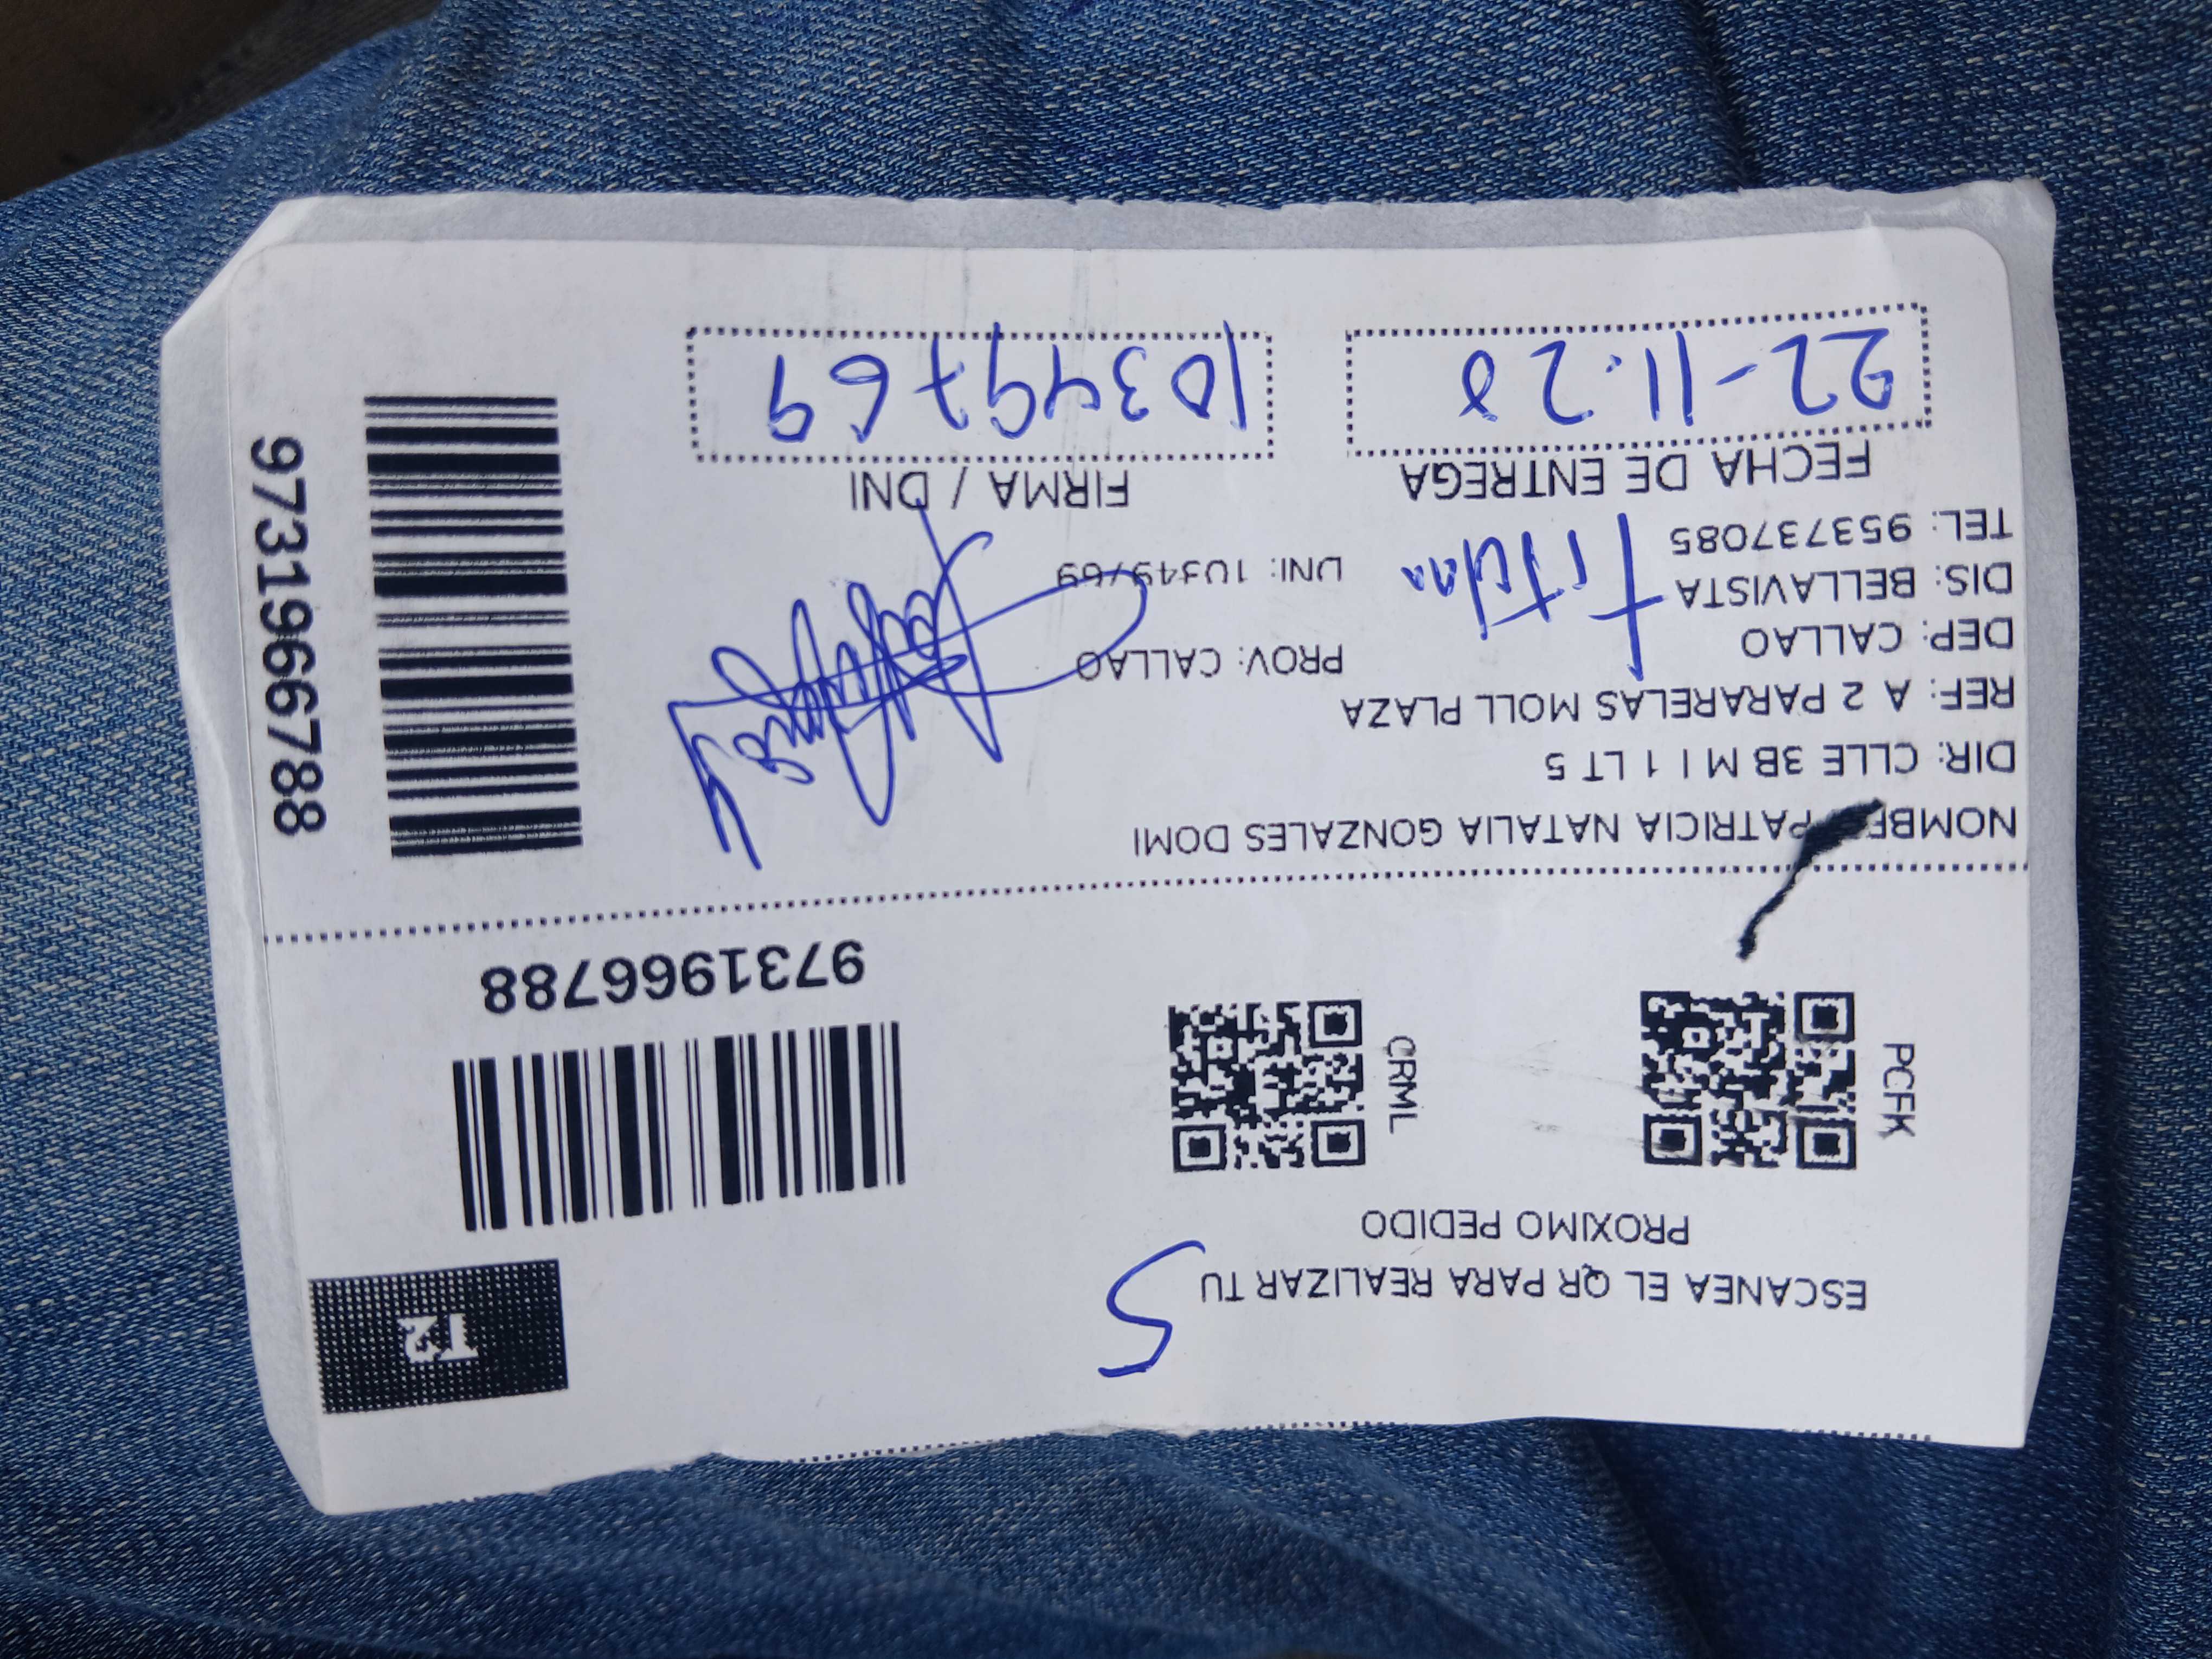 T2
ESCANEA EL QR PARA REALIZAR TU
PROXIMO PEDIDO
5
PCFK
CRML
9731966788
PATRICIA NATALIA GONZALES DOMI
DIR: CLLE 3B M I 1 LT 5
REF: A 2 PARARELAS MOLL PLAZA
DEP: CALLAO PROV: CALLAO
DIS: BELLAVISTA
TEL: 953737085 DNI: 10349769
FECHA DE ENTREGA FIRMA / DNI
22-11.20 10349769
9731966788